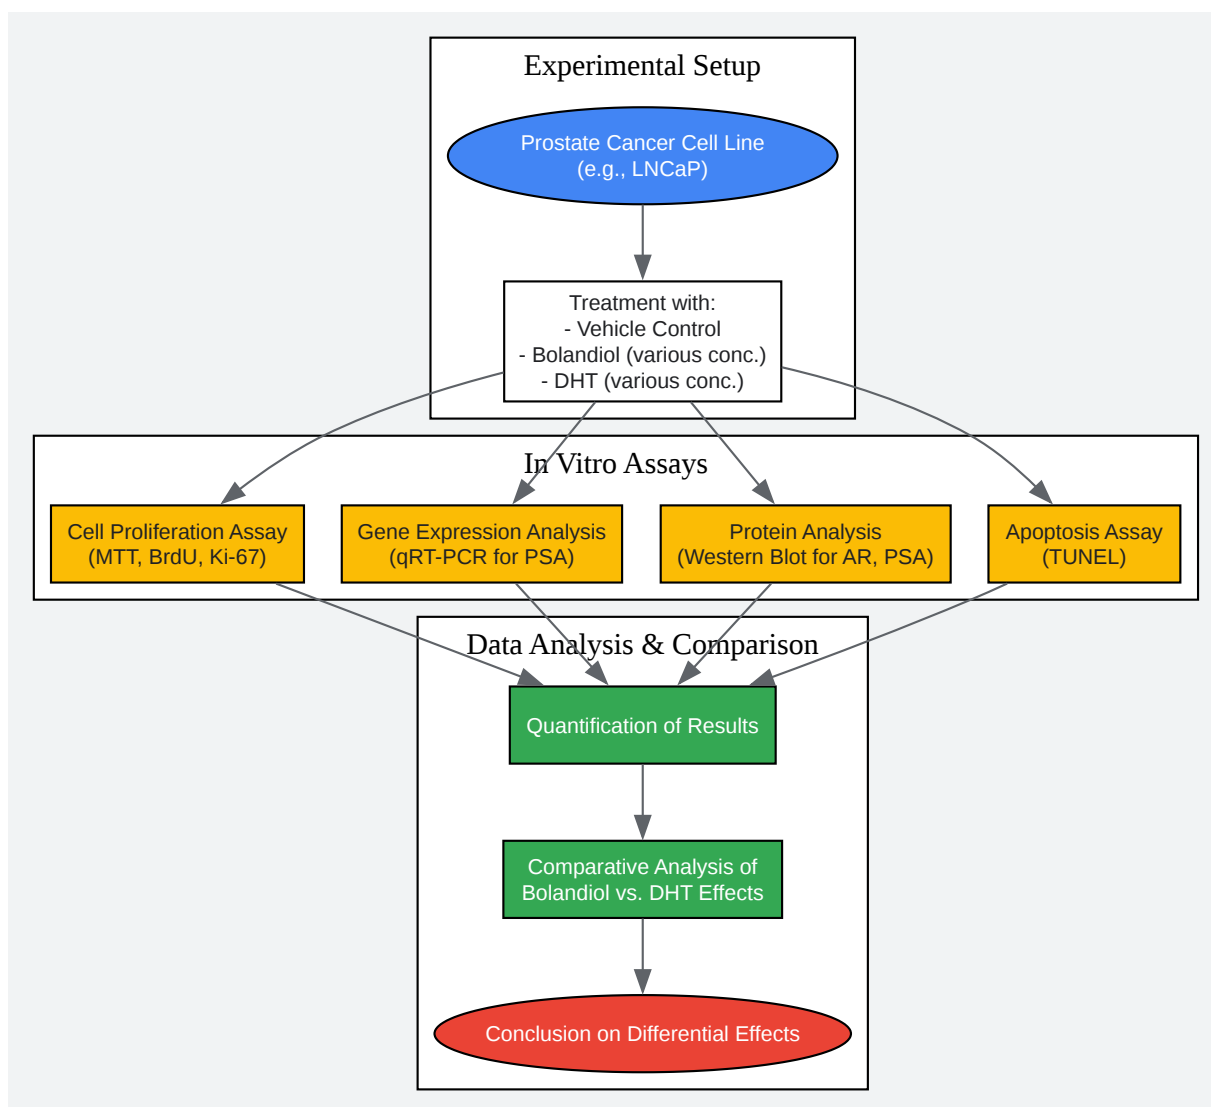 Experimental Setup
Prostate Cancer Cell Line
(e.g., LNCaP)
Treatment with:
- Vehicle Control
- Bolandiol (various conc.)
- DHT (various conc.)
In Vitro Assays
Cell Proliferation Assay
(MTT, BrdU, Ki-67)
Gene Expression Analysis
(qRT-PCR for PSA)
Protein Analysis
(Western Blot for AR, PSA)
Apoptosis Assay
(TUNEL)
Data Analysis & Comparison
Quantification of Results
Comparative Analysis of
Bolandiol vs. DHT Effects
Conclusion on Differential Effects